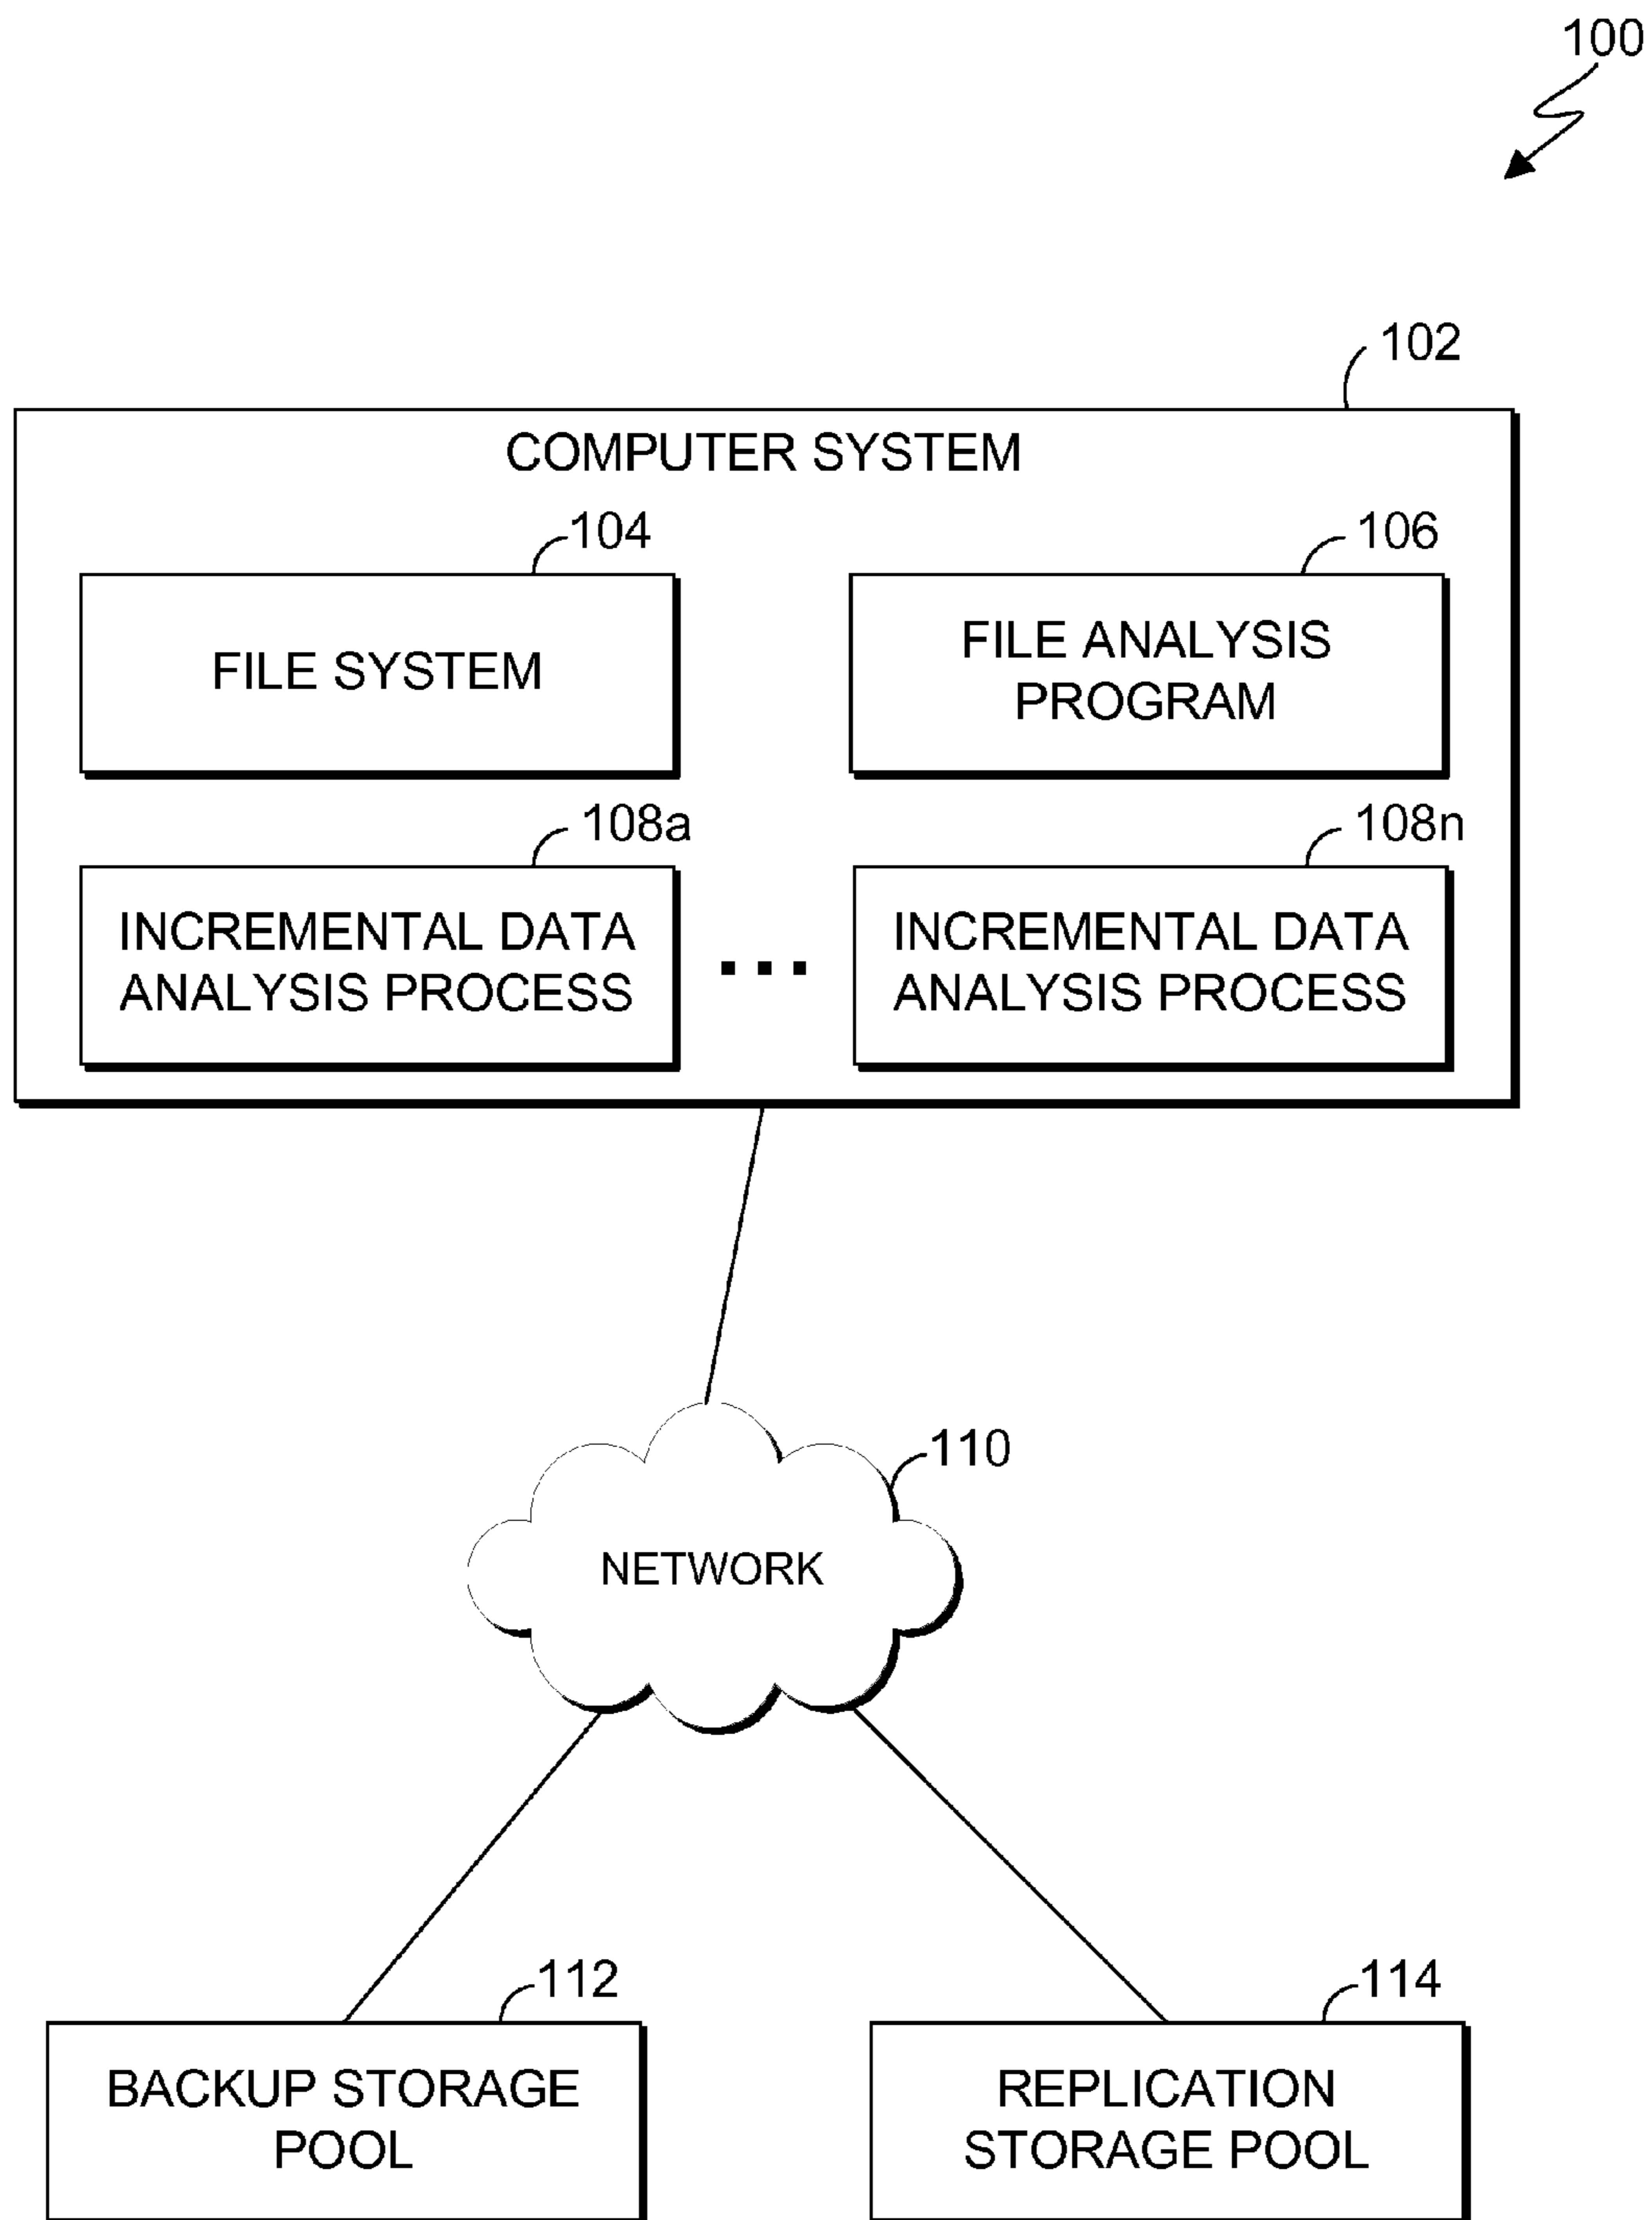 100
102
COMPUTER SYSTEM
104
106
FILE SYSTEM
FILE ANALYSIS
PROGRAM
108a
108n
INCREMENTAL DATA
ANALYSIS PROCESS
...
INCREMENTAL DATA
ANALYSIS PROCESS
110
NETWORK
112
114
BACKUP STORAGE
POOL
REPLICATION
STORAGE POOL